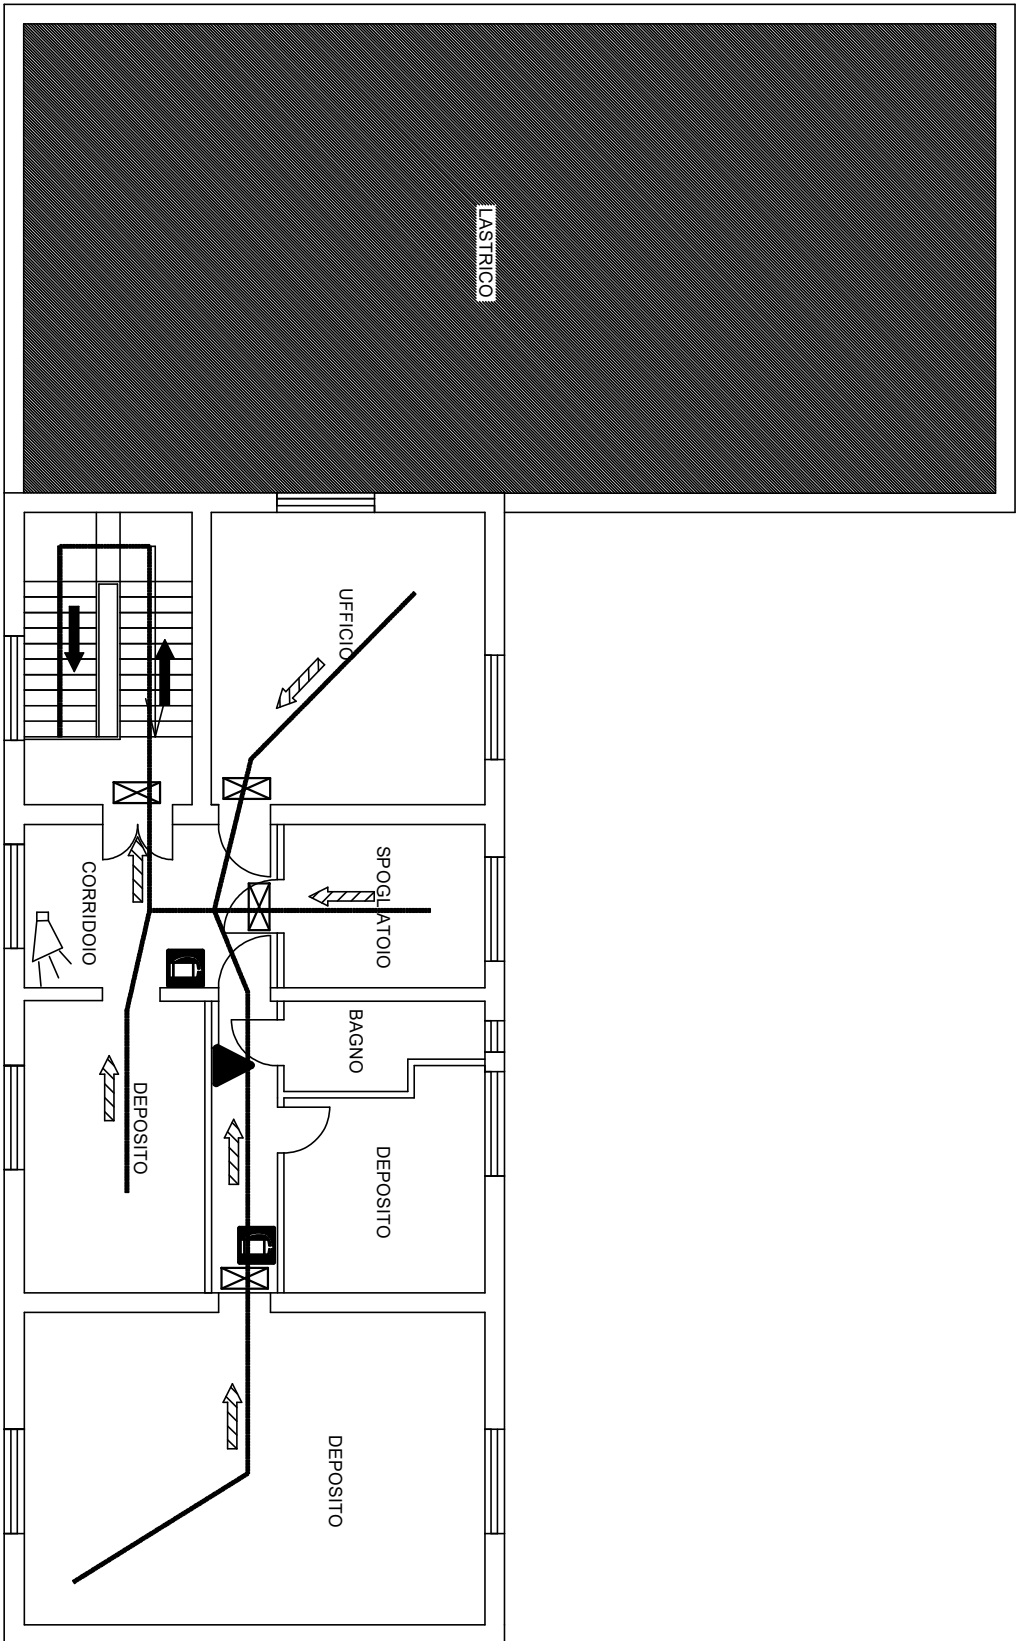 LASTRICO
UFFICIO
SPOGLIATOIO
CORRIDOIO
BAGNO
DEPOSITO
DEPOSITO
DEPOSITO